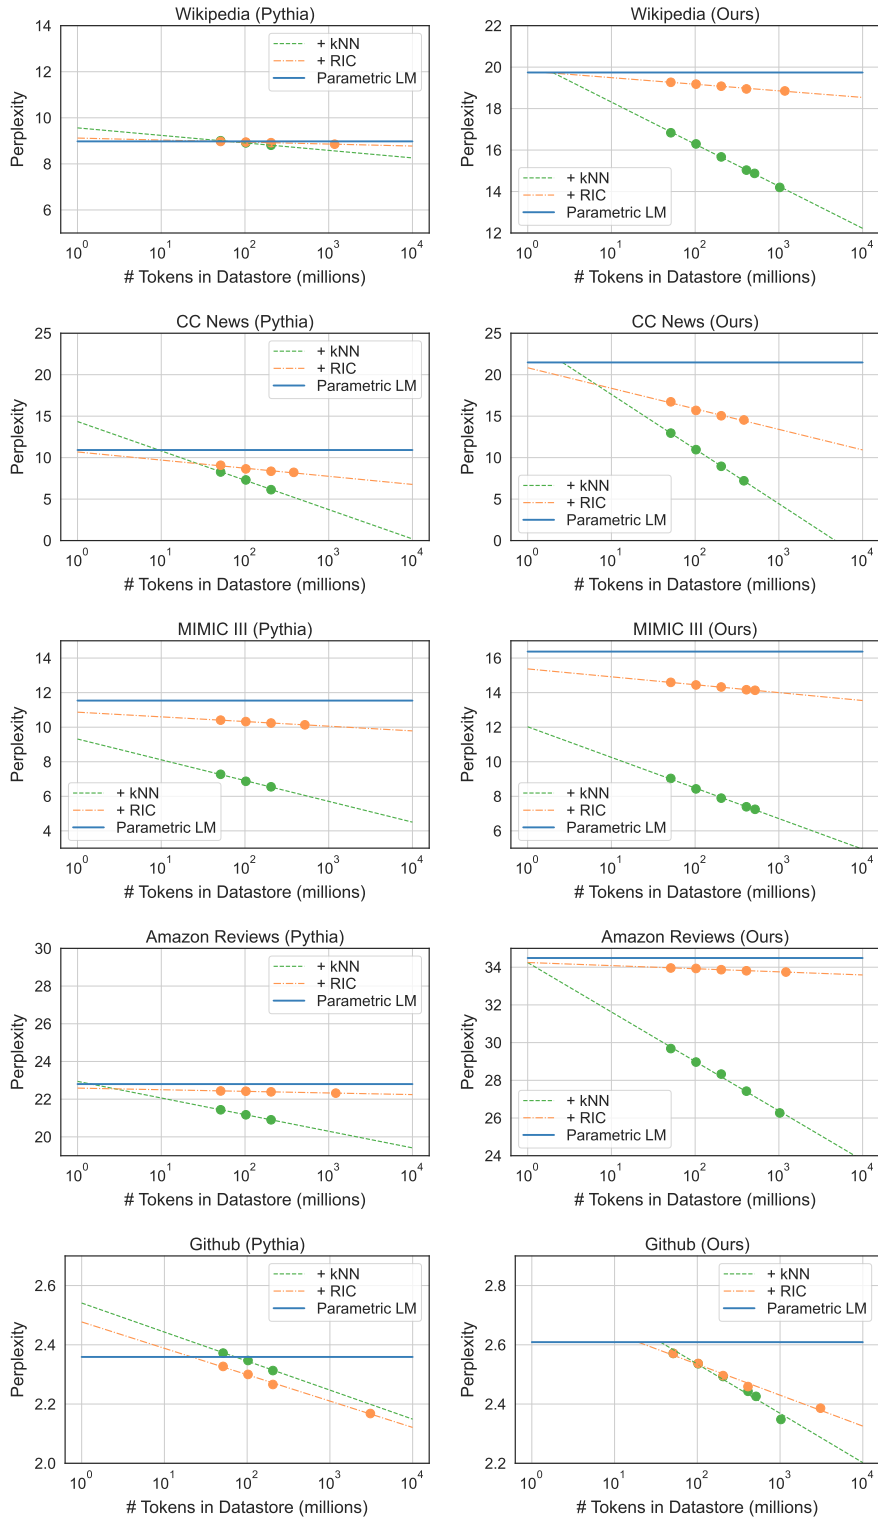 Wikipedia (Pythia)
14
12
10
8
6
Perplexity
+ kNN
+ RIC
Parametric LM
10^0 10^1 10^2 10^3 10^4
# Tokens in Datastore (millions)
Wikipedia (Ours)
22
20
18
16
14
12
Perplexity
+ kNN
+ RIC
Parametric LM
10^0 10^1 10^2 10^3 10^4
# Tokens in Datastore (millions)
CC News (Pythia)
25
20
15
10
5
0
Perplexity
+ kNN
+ RIC
Parametric LM
10^0 10^1 10^2 10^3 10^4
# Tokens in Datastore (millions)
CC News (Ours)
25
20
15
10
5
0
Perplexity
+ kNN
+ RIC
Parametric LM
10^0 10^1 10^2 10^3 10^4
# Tokens in Datastore (millions)
MIMIC III (Pythia)
14
12
10
8
6
4
Perplexity
+ kNN
+ RIC
Parametric LM
10^0 10^1 10^2 10^3 10^4
# Tokens in Datastore (millions)
MIMIC III (Ours)
16
14
12
10
8
6
Perplexity
+ kNN
+ RIC
Parametric LM
10^0 10^1 10^2 10^3 10^4
# Tokens in Datastore (millions)
Amazon Reviews (Pythia)
30
28
26
24
22
20
Perplexity
+ kNN
+ RIC
Parametric LM
10^0 10^1 10^2 10^3 10^4
# Tokens in Datastore (millions)
Amazon Reviews (Ours)
34
32
30
28
26
24
Perplexity
+ kNN
+ RIC
Parametric LM
10^0 10^1 10^2 10^3 10^4
# Tokens in Datastore (millions)
Github (Pythia)
2.6
2.4
2.2
2.0
Perplexity
+ kNN
+ RIC
Parametric LM
10^0 10^1 10^2 10^3 10^4
# Tokens in Datastore (millions)
Github (Ours)
2.8
2.6
2.4
2.2
Perplexity
+ kNN
+ RIC
Parametric LM
10^0 10^1 10^2 10^3 10^4
# Tokens in Datastore (millions)